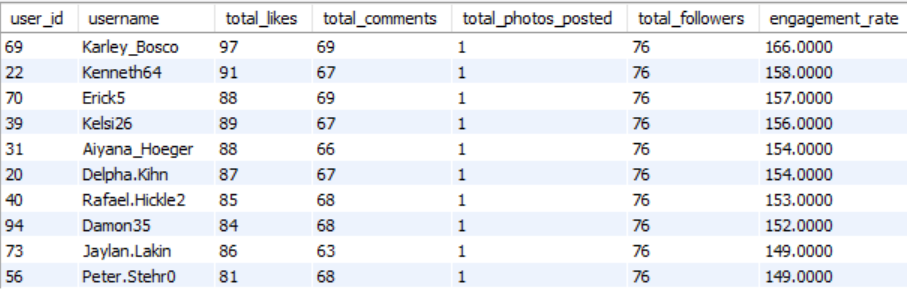 user_id username total_likes total_comments total_photos_posted total_followers engagement_rate
69 Karley_Bosco 97 69 1 76 166.0000
22 Kenneth64 91 67 1 76 158.0000
70 Erick5 88 69 1 76 157.0000
39 Kelsi26 89 67 1 76 156.0000
31 Aiyana_Hoeger 88 66 1 76 154.0000
20 Delpha.Kihn 87 67 1 76 154.0000
40 Rafael.Hickle2 85 68 1 76 153.0000
94 Damon35 84 68 1 76 152.0000
73 Jaylan.Lakin 86 63 1 76 149.0000
56 Peter.Stehr0 81 68 1 76 149.0000